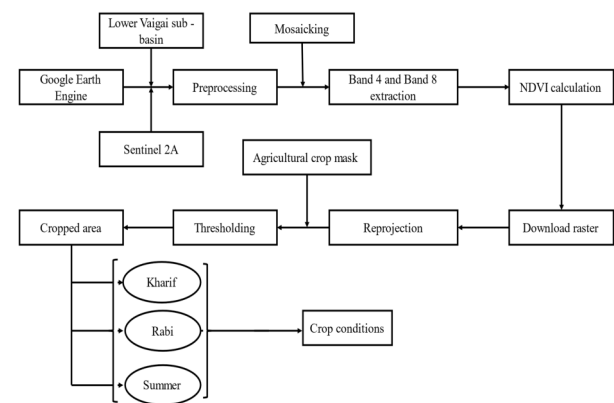 Lower Vaigai sub -
basin
Mosaicking
Google Earth
Engine
Preprocessing
Band 4 and Band 8
extraction
NDVI calculation
Sentinel 2A
Agricultural crop mask
Cropped area
Thresholding
Reprojection
Download raster
Kharif
Rabi
Crop conditions
Summer